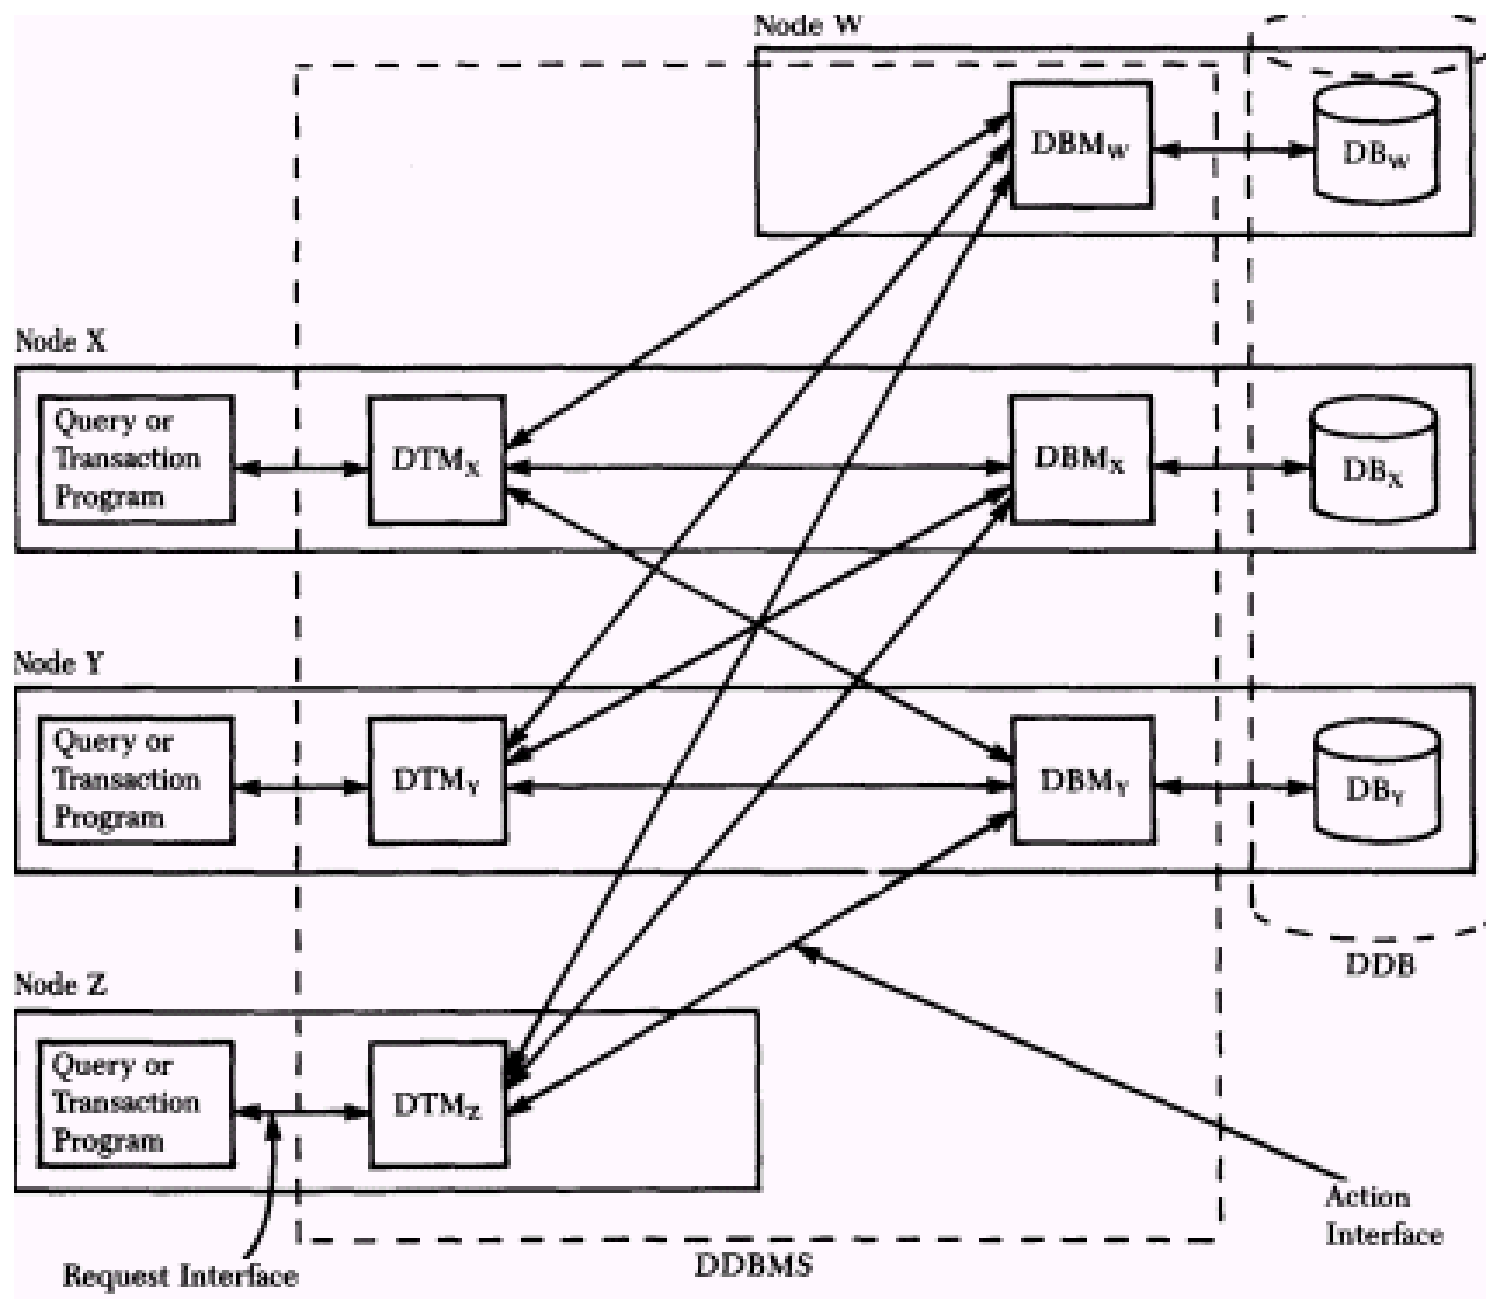 Node W
DBMW
DBW
Node X
Query or
Transaction
Program
DTMX
DBMX
DBX
Node Y
Query or
Transaction
Program
DTMY
DBMY
DBY
DDB
Node Z
Query or
Transaction
Program
DTMZ
Action
Interface
DDBMS
Request Interface